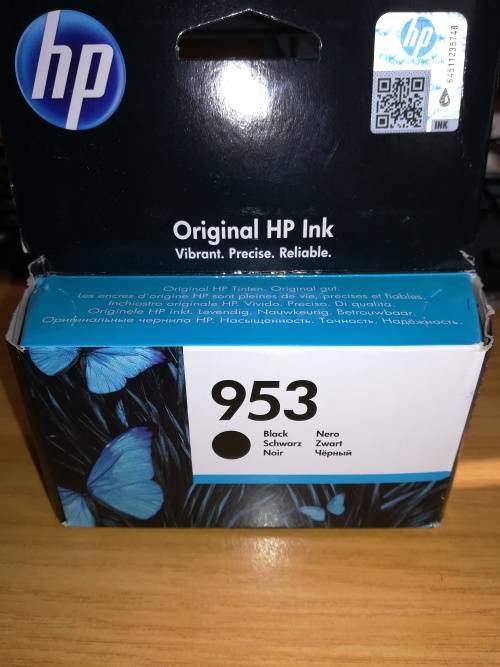 hp
hp
64511235748
INK
Original HP Ink
Vibrant. Precise. Reliable.
Original HP Tinten. Original gut.
Les encres d'origine HP sont pleines de vie, précises et fiables.
Inchiostro originale HP. Vivido. Preciso. Di qualità.
Originele HP inkt. Levendig. Nauwkeurig. Betrouwbaar.
Оригинальные чернила HP. Насыщенность. Точность. Надёжность.
953
Black Nero
Schwarz Zwart
Noir Чёрный